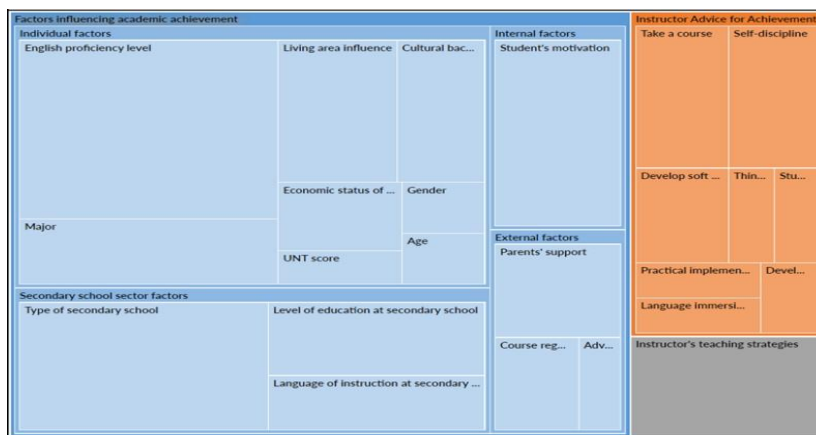 Factors influencing academic achievement
Individual factors
English proficiency level
Living area influence
Cultural bac...
Economic status of ...
Gender
Major
UNT score
Age
Secondary school sector factors
Type of secondary school
Level of education at secondary school
Language of instruction at secondary ...
Internal factors
Student's motivation
External factors
Parents' support
Course reg...
Adv...
Instructor Advice for Achievement
Take a course
Self-discipline
Develop soft ...
Thin...
Stu...
Practical implemen...
Devel...
Language immersi...
Instructor's teaching strategies